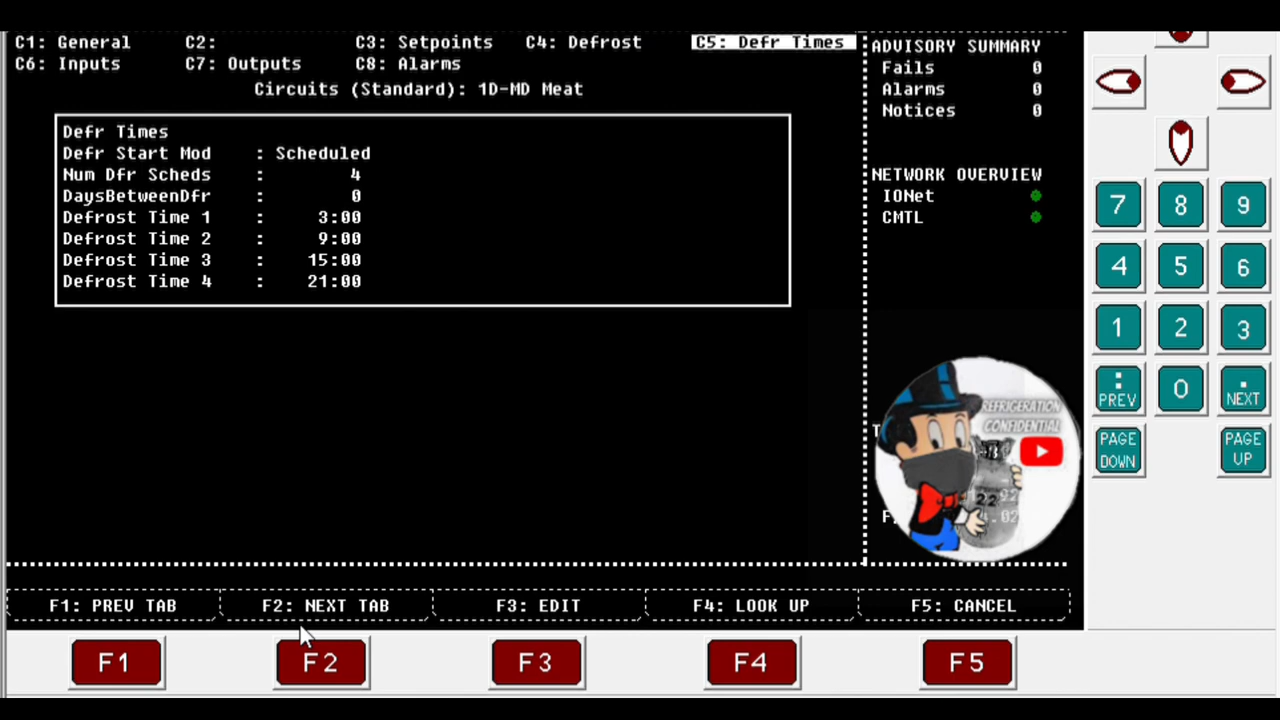 C1: General C2: C3: Setpoints C4: Defrost C5: Defr Times
C6: Inputs C7: Outputs C8: Alarms
Circuits (Standard): 1D-MD Meat
Defr Times
Defr Start Mod : Scheduled
Num Dfr Scheds : 4
DaysBetweenDfr : 0
Defrost Time 1 : 3:00
Defrost Time 2 : 9:00
Defrost Time 3 : 15:00
Defrost Time 4 : 21:00
ADVISORY SUMMARY
Fails 0
Alarms 0
Notices 0
NETWORK OVERVIEW
IONet
CMTL
REFRIGERATION
CONFIDENTIAL
22
F1: PREV TAB F2: NEXT TAB F3: EDIT F4: LOOK UP F5: CANCEL
F1 F2 F3 F4 F5
7 8 9
4 5 6
1 2 3
: PREV 0 . NEXT
PAGE DOWN PAGE UP